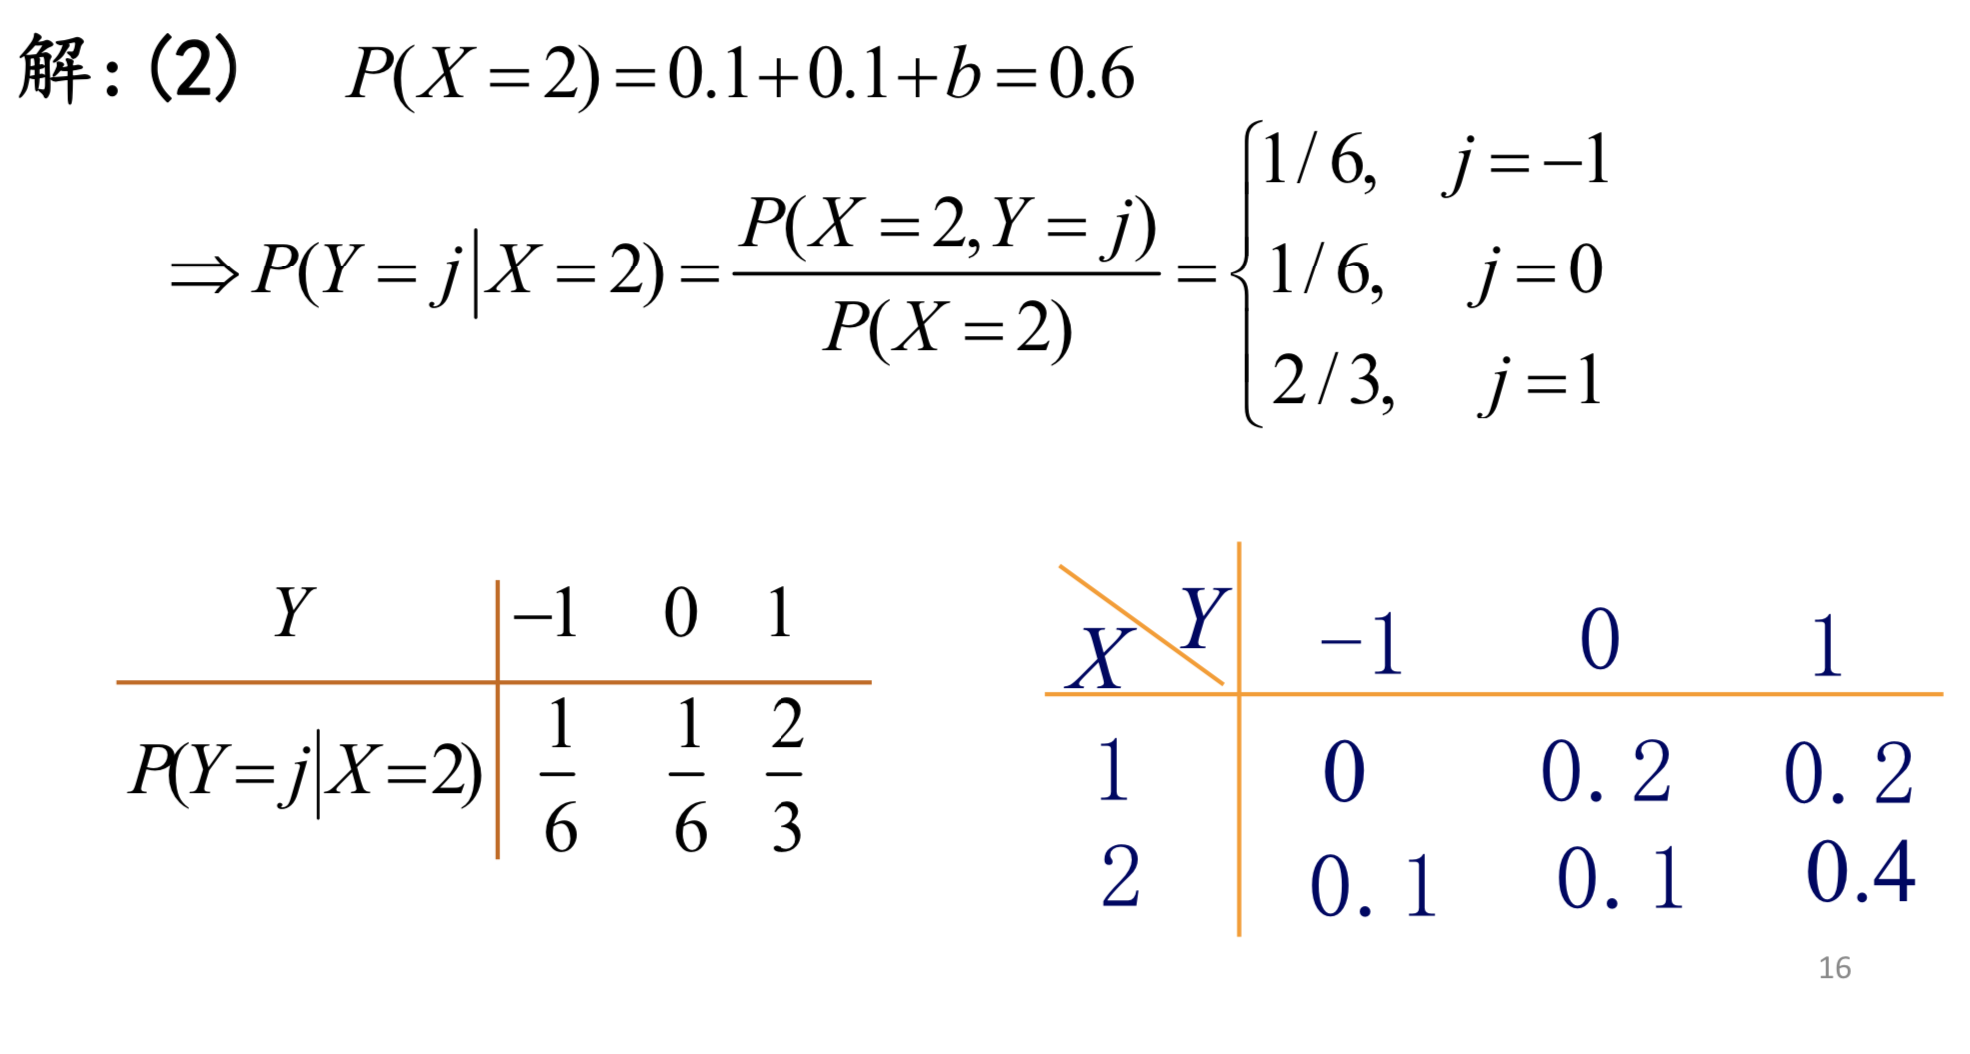 解:(2) P(X=2)=0.1+0.1+b=0.6
⇒P(Y=j|X=2)=P(X=2,Y=j)/P(X=2)={1/6, j=−1
1/6, j=0
2/3, j=1
Y −1 0 1
P(Y=j|X=2) 1/6 1/6 2/3
X Y −1 0 1
1 0 0.2 0.2
2 0.1 0.1 0.4
16